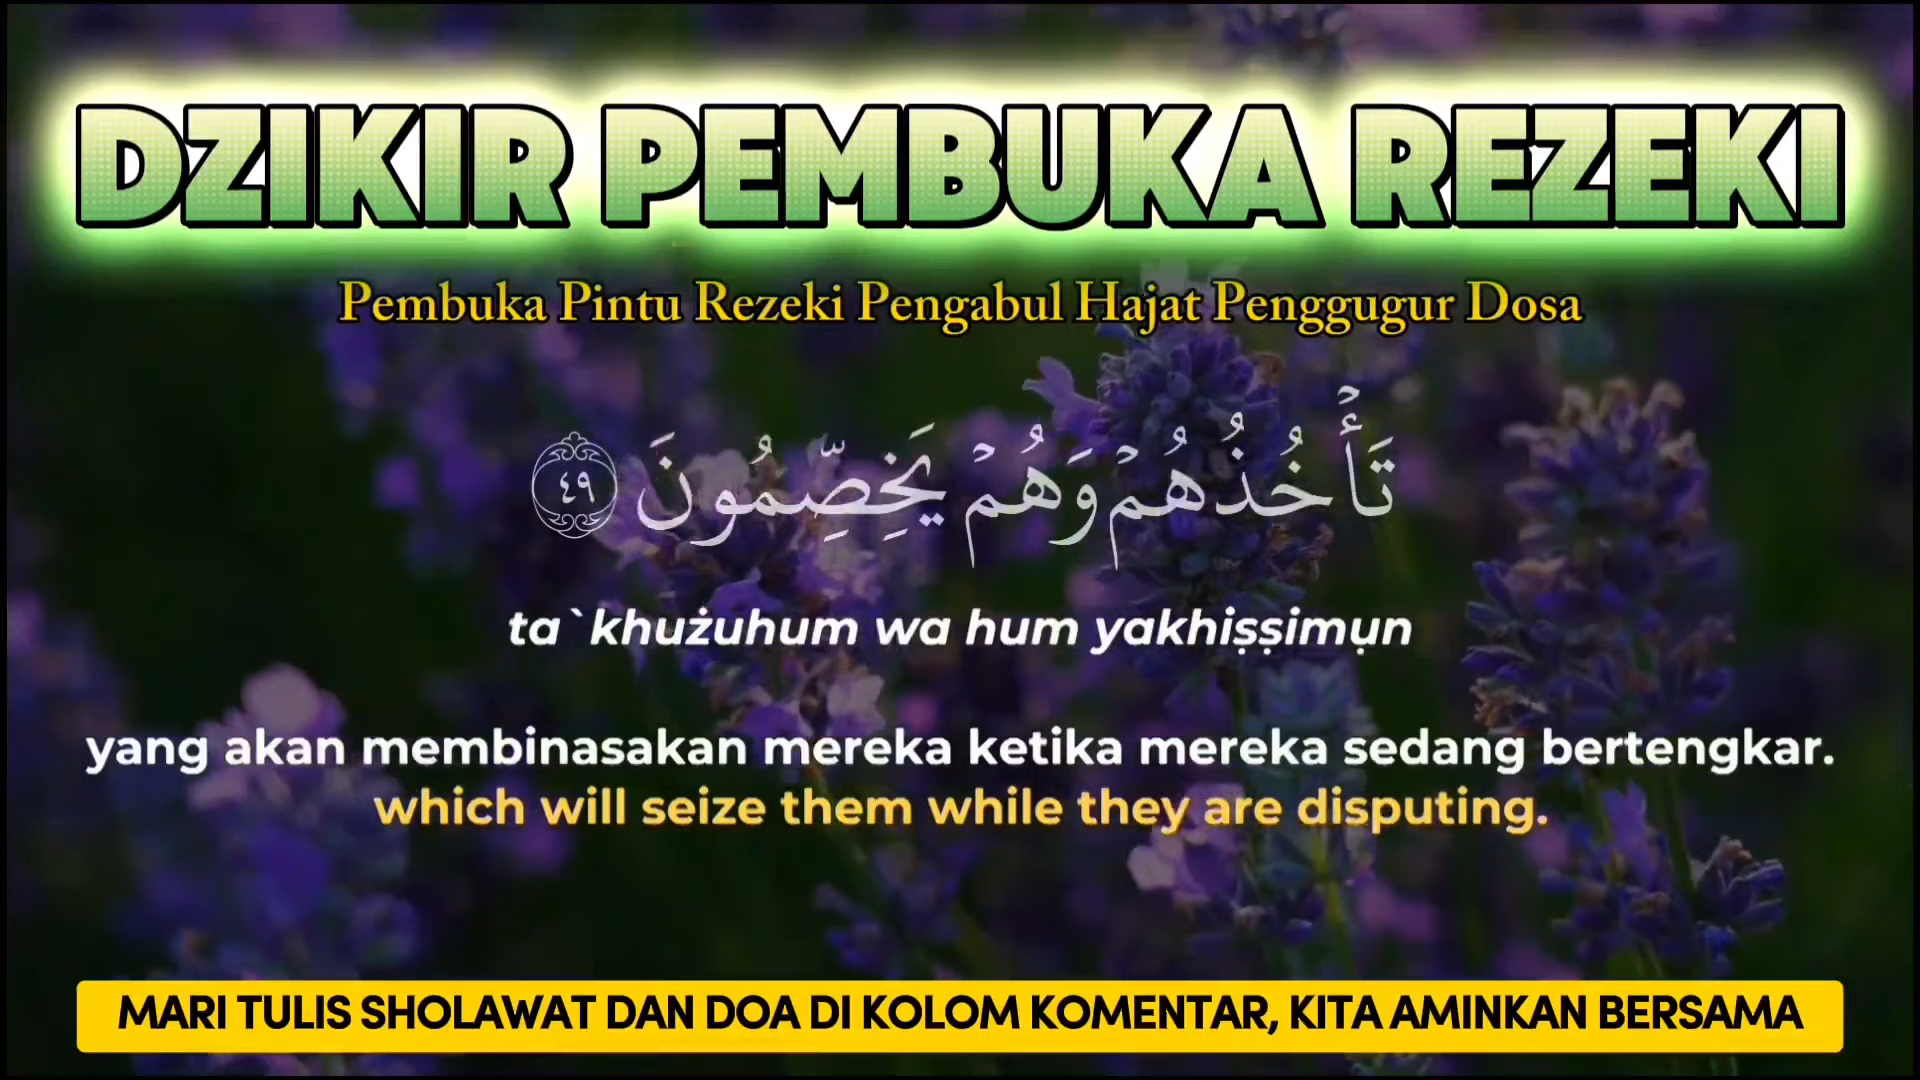 DZIKIR PEMBUKA REZEKI
Pembuka Pintu Rezeki Pengabul Hajat Penggugur Dosa
تَأۡخُذُهُمۡ وَهُمۡ يَخِصِّمُونَ ٤٩
ta`khużuhum wa hum yakhiṣṣimụn
yang akan membinasakan mereka ketika mereka sedang bertengkar.
which will seize them while they are disputing.
MARI TULIS SHOLAWAT DAN DOA DI KOLOM KOMENTAR, KITA AMINKAN BERSAMA